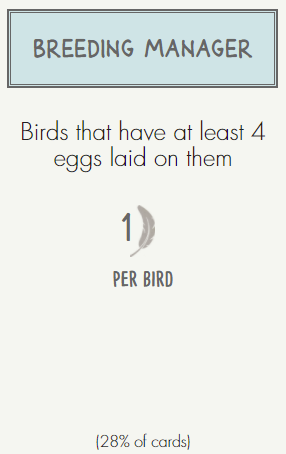 BREEDING MANAGER
Birds that have at least 4
eggs laid on them
1
PER BIRD
(28% of cards)